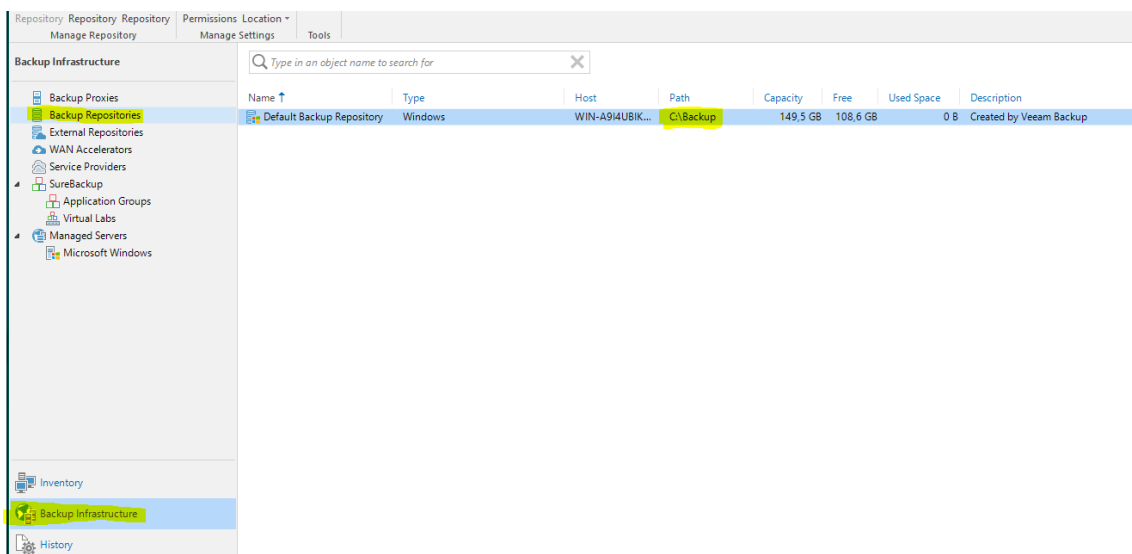 Repository Repository Repository Permissions Location
Manage Repository Manage Settings Tools
Backup Infrastructure
Type in an object name to search for
Backup Proxies
Backup Repositories
External Repositories
WAN Accelerators
Service Providers
SureBackup
Application Groups
Virtual Labs
Managed Servers
Microsoft Windows
Name Type Host Path Capacity Free Used Space Description
Default Backup Repository Windows WIN-A9I4UBIK... C:\Backup 149,5 GB 108,6 GB 0 B Created by Veeam Backup
Inventory
Backup Infrastructure
History